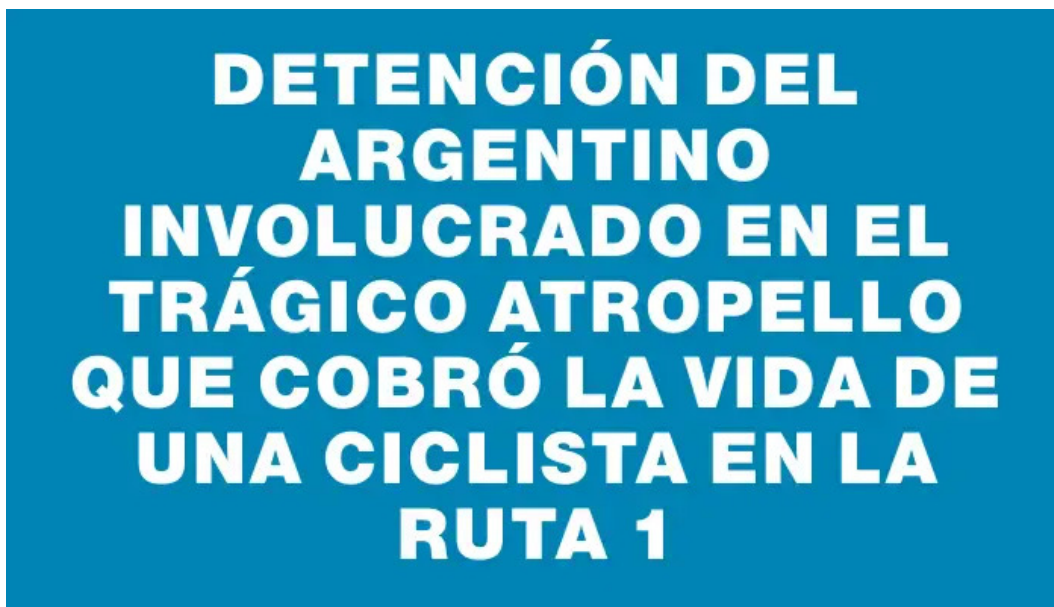 DETENCIÓN DEL
ARGENTINO
INVOLUCRADO EN EL
TRÁGICO ATROPELLO
QUE COBRÓ LA VIDA DE
UNA CICLISTA EN LA
RUTA 1